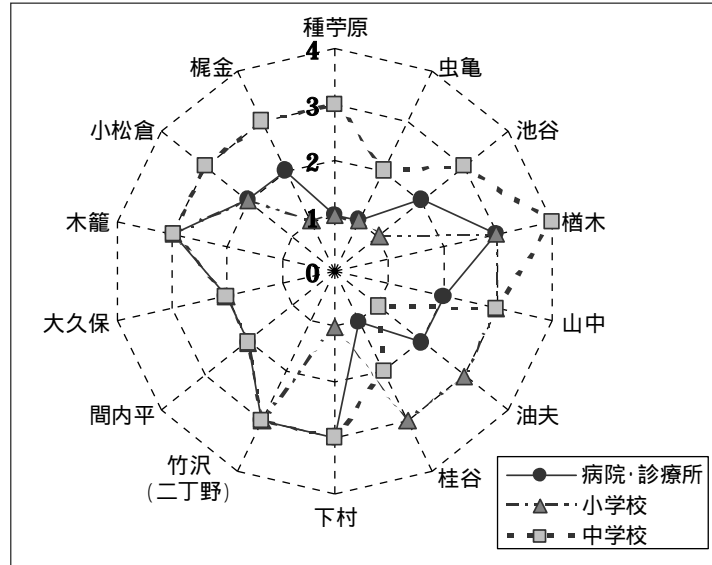 種苧原
虫亀
池谷
楢木
山中
油夫
桂谷
下村
竹沢
(二丁野)
間内平
大久保
木籠
小松倉
梶金
4
3
2
1
0
病院・診療所
小学校
中学校